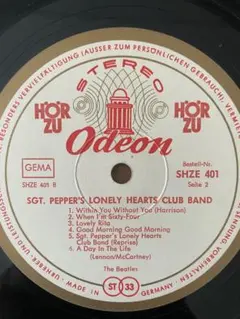 BESONDERS VERVIELFÄLTIGUNG (AUSSER ZUM PERSÖNLICHEN GEBRAUCH), VERMIETUNG
STEREO
HÖR
ZU
HÖR
ZU
Odeon
GEMA
SHZE 401 B
Bestell-Nr.
SHZE 401
Seite 2
SGT. PEPPER'S LONELY HEARTS CLUB BAND
1. Within You Without You (Harrison)
2. When I'm Sixty-Four
3. Lovely Rita
4. Good Morning Good Morning
5. Sgt. Pepper's Lonely Hearts
Club Band (Reprise)
6. A Day In The Life
(Lennon/McCartney)
The Beatles
ST 33
MADE IN GERMANY
VORBEHALTEN